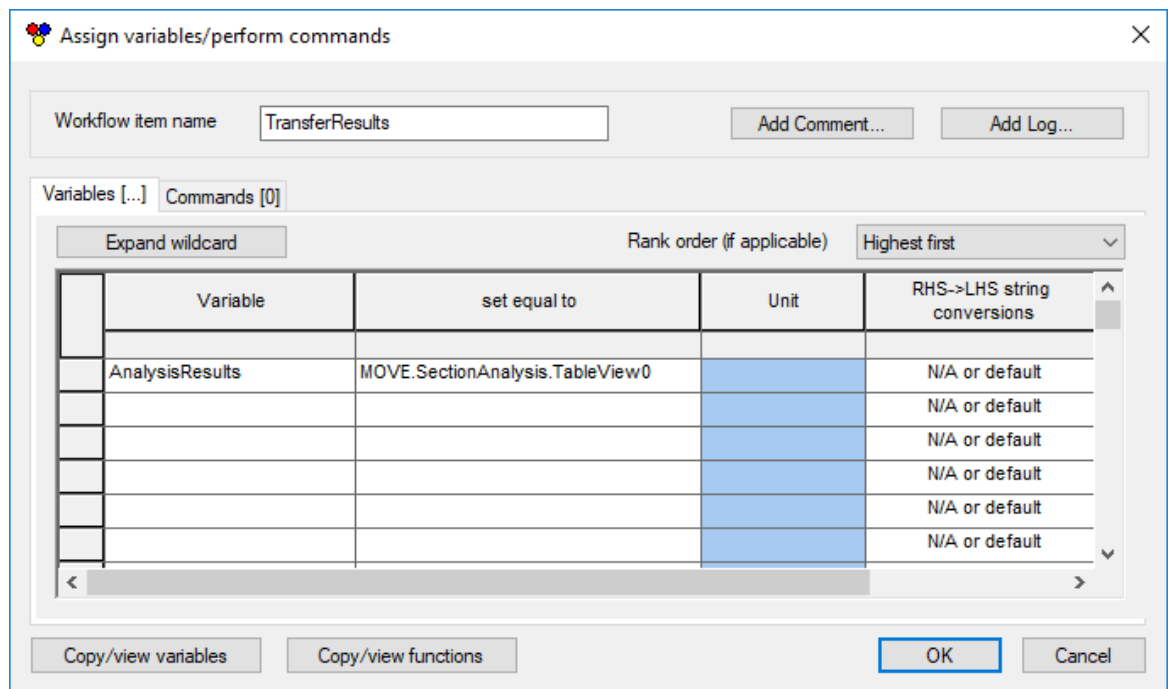 Assign variables/perform commands
Workflow item name TransferResults Add Comment... Add Log...
Variables [...] Commands [0]
Expand wildcard Rank order (if applicable) Highest first
Variable set equal to Unit RHS->LHS string
conversions
AnalysisResults MOVE.SectionAnalysis.TableView0 N/A or default
N/A or default
N/A or default
N/A or default
N/A or default
N/A or default
Copy/view variables Copy/view functions OK Cancel